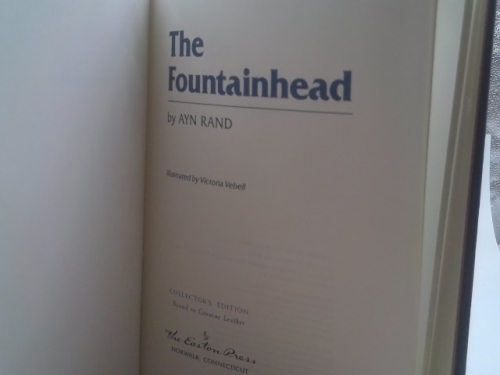 The
Fountainhead
by AYN RAND
Illustrated by Victoria Vebell
COLLECTOR'S EDITION
Bound in Genuine Leather
The Easton Press
NORWALK, CONNECTICUT